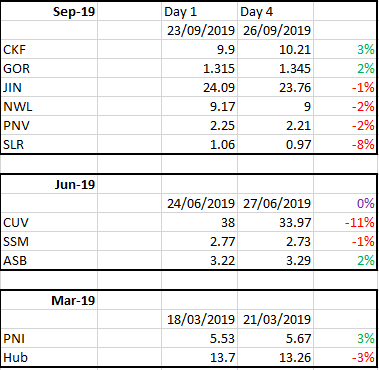 Sep-19 Day 1 Day 4
23/09/2019 26/09/2019
CKF 9.9 10.21 3%
GOR 1.315 1.345 2%
JIN 24.09 23.76 -1%
NWL 9.17 9 -2%
PNV 2.25 2.21 -2%
SLR 1.06 0.97 -8%
Jun-19
24/06/2019 27/06/2019 0%
CUV 38 33.97 -11%
SSM 2.77 2.73 -1%
ASB 3.22 3.29 2%
Mar-19
18/03/2019 21/03/2019
PNI 5.53 5.67 3%
Hub 13.7 13.26 -3%